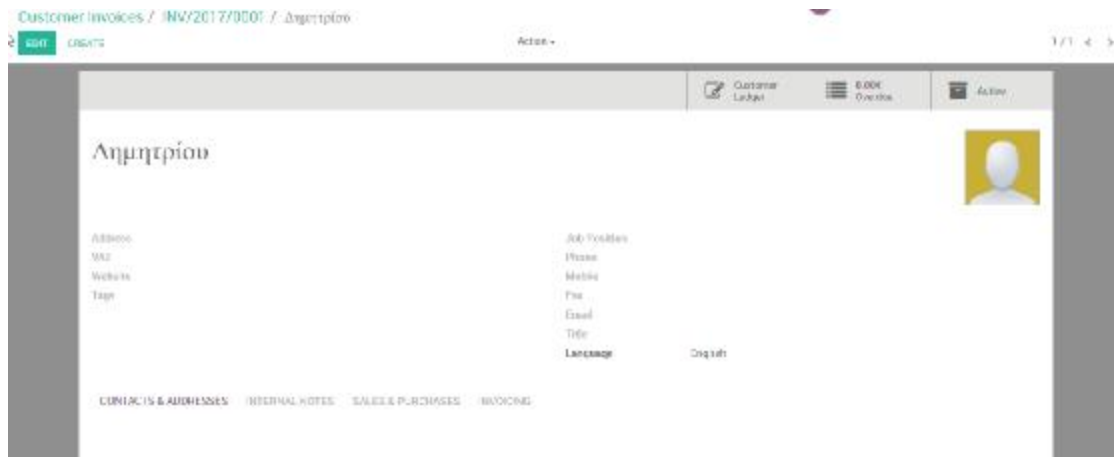 Customer Invoices / INV/2017/0001 / Δημητρίου
EDIT CREATE Action 1 / 1
Customer Ledger 0.00€ Overdue Active
Δημητρίου
Address Job Position
VAT Phone
Website Mobile
Tags Fax
Email
Title
Language English
CONTACTS & ADDRESSES INTERNAL NOTES SALES & PURCHASES INVOICING